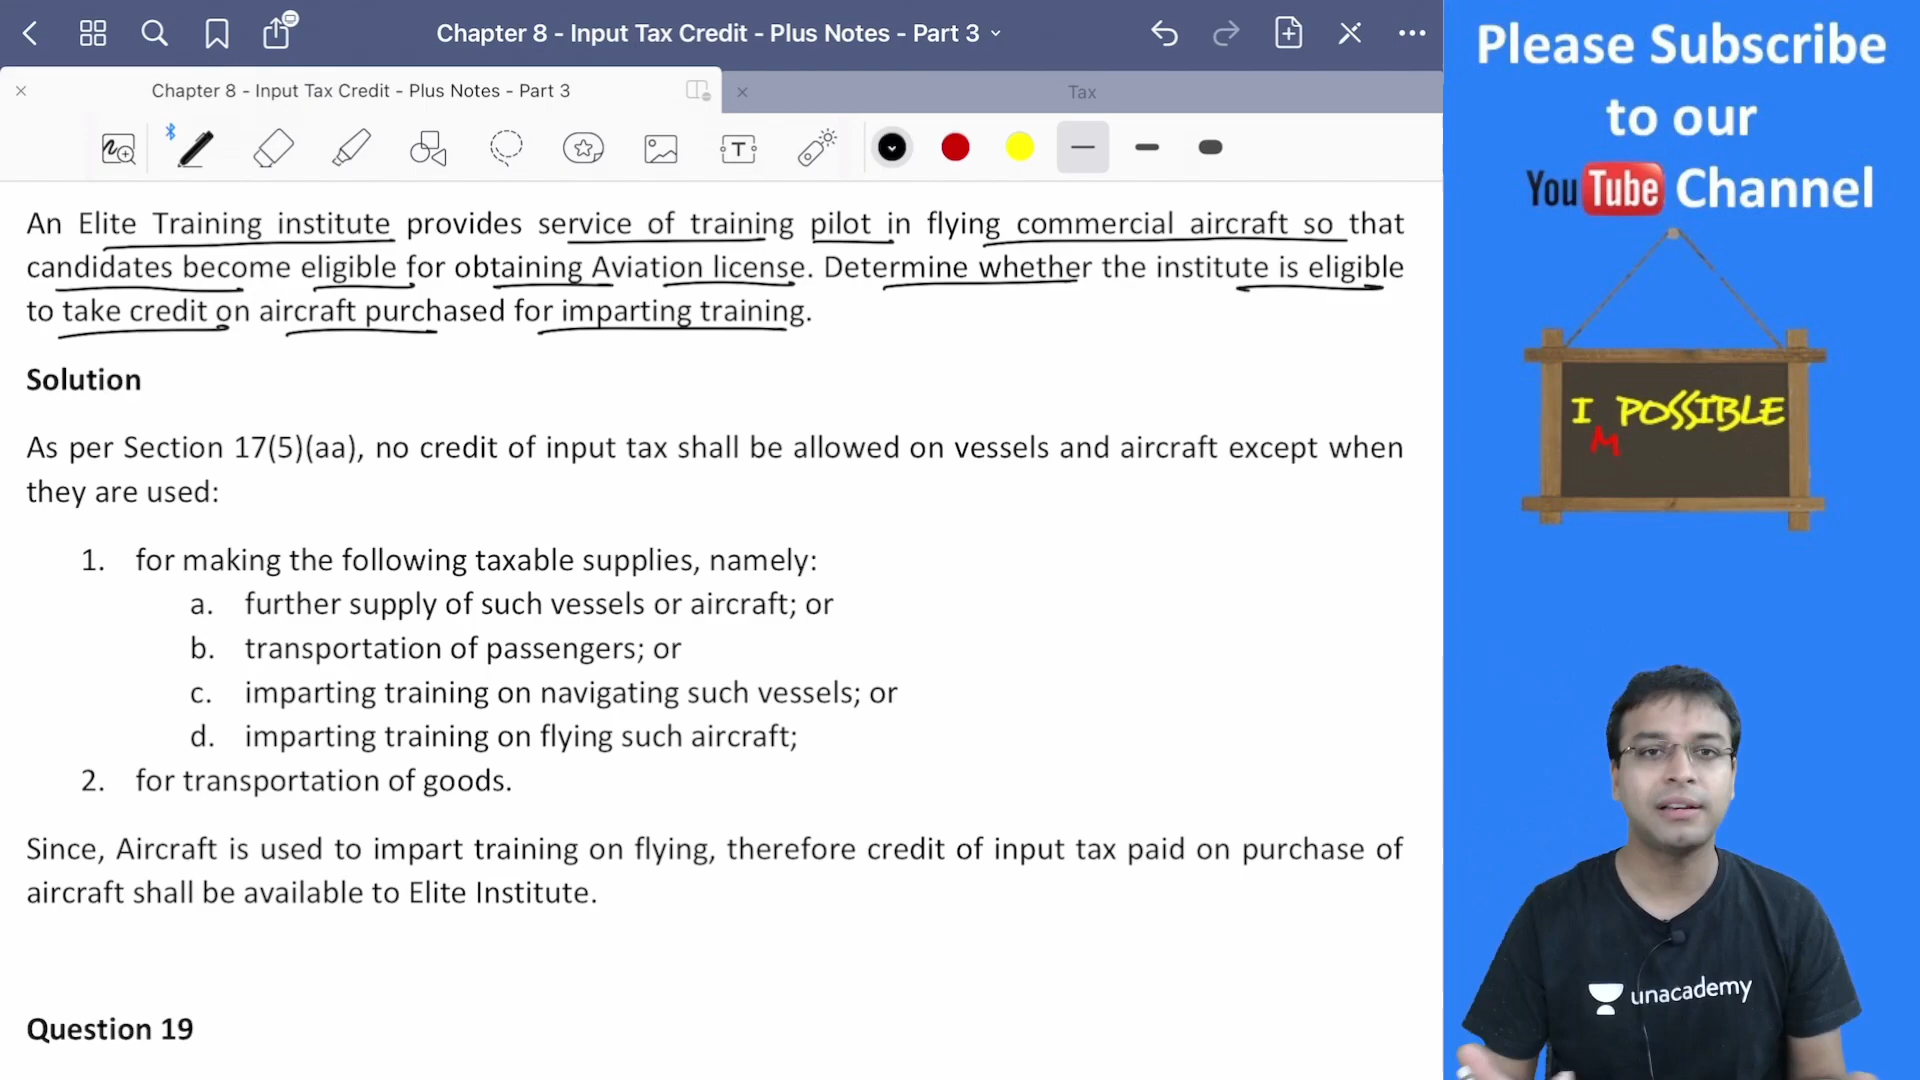 Chapter 8 - Input Tax Credit - Plus Notes - Part 3
Chapter 8 - Input Tax Credit - Plus Notes - Part 3
Tax
An Elite Training institute provides service of training pilot in flying commercial aircraft so that
candidates become eligible for obtaining Aviation license. Determine whether the institute is eligible
to take credit on aircraft purchased for imparting training.
Solution
As per Section 17(5)(aa), no credit of input tax shall be allowed on vessels and aircraft except when
they are used:
1. for making the following taxable supplies, namely:
a. further supply of such vessels or aircraft; or
b. transportation of passengers; or
c. imparting training on navigating such vessels; or
d. imparting training on flying such aircraft;
2. for transportation of goods.
Since, Aircraft is used to impart training on flying, therefore credit of input tax paid on purchase of
aircraft shall be available to Elite Institute.
Question 19
Please Subscribe
to our
YouTube Channel
I POSSIBLE
M
unacademy